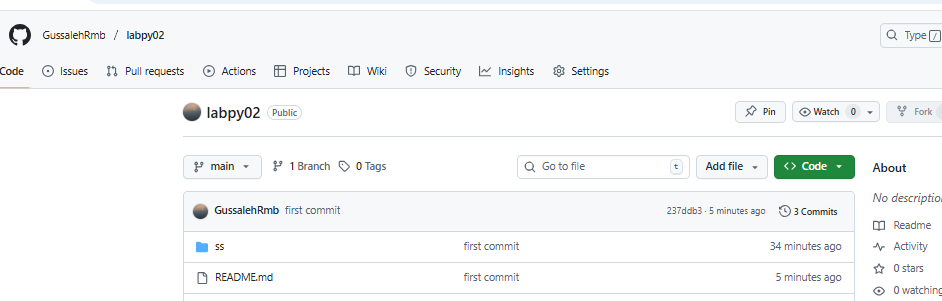 GussalehRmb / labpy02
Type /
Code Issues Pull requests Actions Projects Wiki Security Insights Settings
labpy02 Public
Pin Watch 0 Fork
main 1 Branch 0 Tags Go to file t Add file Code
About
No description
GussalehRmb first commit 237ddb3 · 5 minutes ago 3 Commits
Readme
ss first commit 34 minutes ago
Activity
0 stars
README.md first commit 5 minutes ago
0 watching